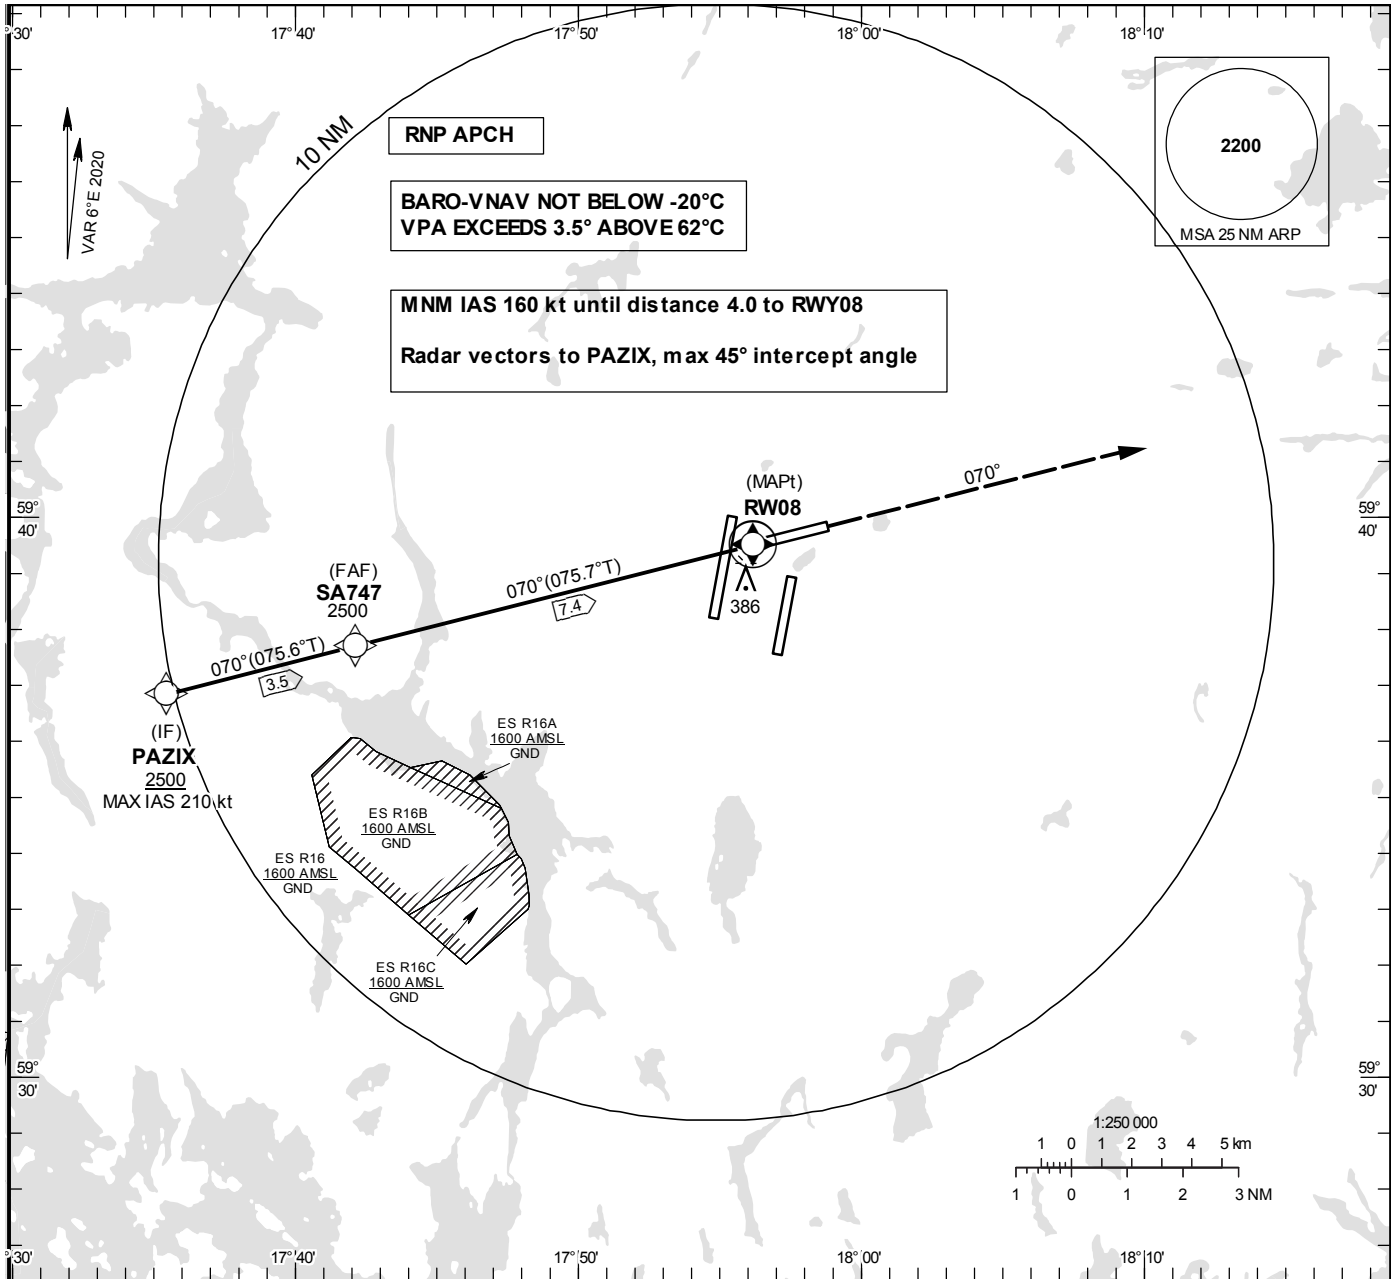 °30'
17°40'
17°50'
18°00'
18°10'
VAR 6°E 2020
10 NM
RNP APCH
2200
MSA 25 NM ARP
BARO-VNAV NOT BELOW -20°C
VPA EXCEEDS 3.5° ABOVE 62°C
MNM IAS 160 kt until distance 4.0 to RWY08
Radar vectors to PAZIX, max 45° intercept angle
070°
(MAPt)
RW08
59°
40'
59°
40'
(FAF)
SA747
2500
070°(075.7°T)
7.4
386
070°(075.6°T)
3.5
(IF)
PAZIX
2500
MAX IAS 210 kt
ES R16A
1600 AMSL
GND
ES R16B
1600 AMSL
GND
ES R16
1600 AMSL
GND
ES R16C
1600 AMSL
GND
59°
30'
59°
30'
1:250 000
1 0 1 2 3 4 5 km
1 0 1 2 3 NM
°30'
17°40'
17°50'
18°00'
18°10'